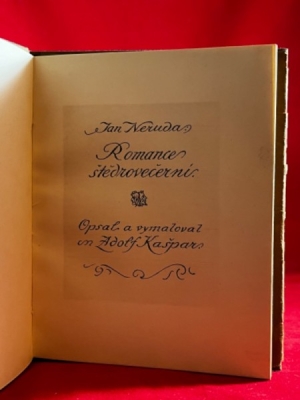 Jan Neruda
Romance
štědrovečerní.
Opsal a vymaloval
Adolf Kašpar